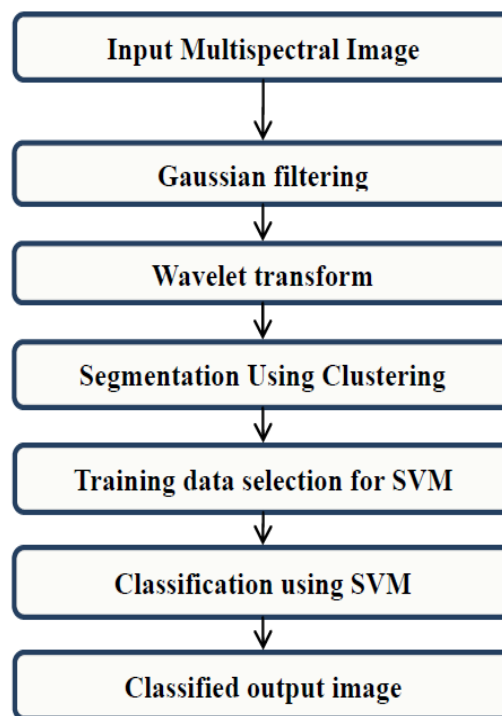 Input Multispectral Image
Gaussian filtering
Wavelet transform
Segmentation Using Clustering
Training data selection for SVM
Classification using SVM
Classified output image